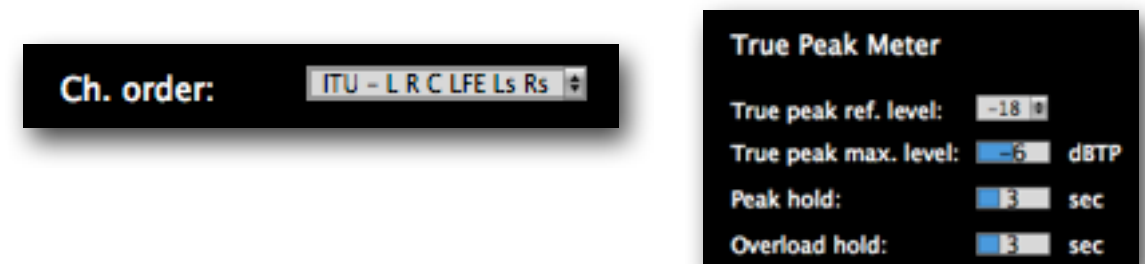 Ch. order: ITU - L R C LFE Ls Rs
True Peak Meter
True peak ref. level: -18
True peak max. level: -6 dBTP
Peak hold: 3 sec
Overload hold: 3 sec